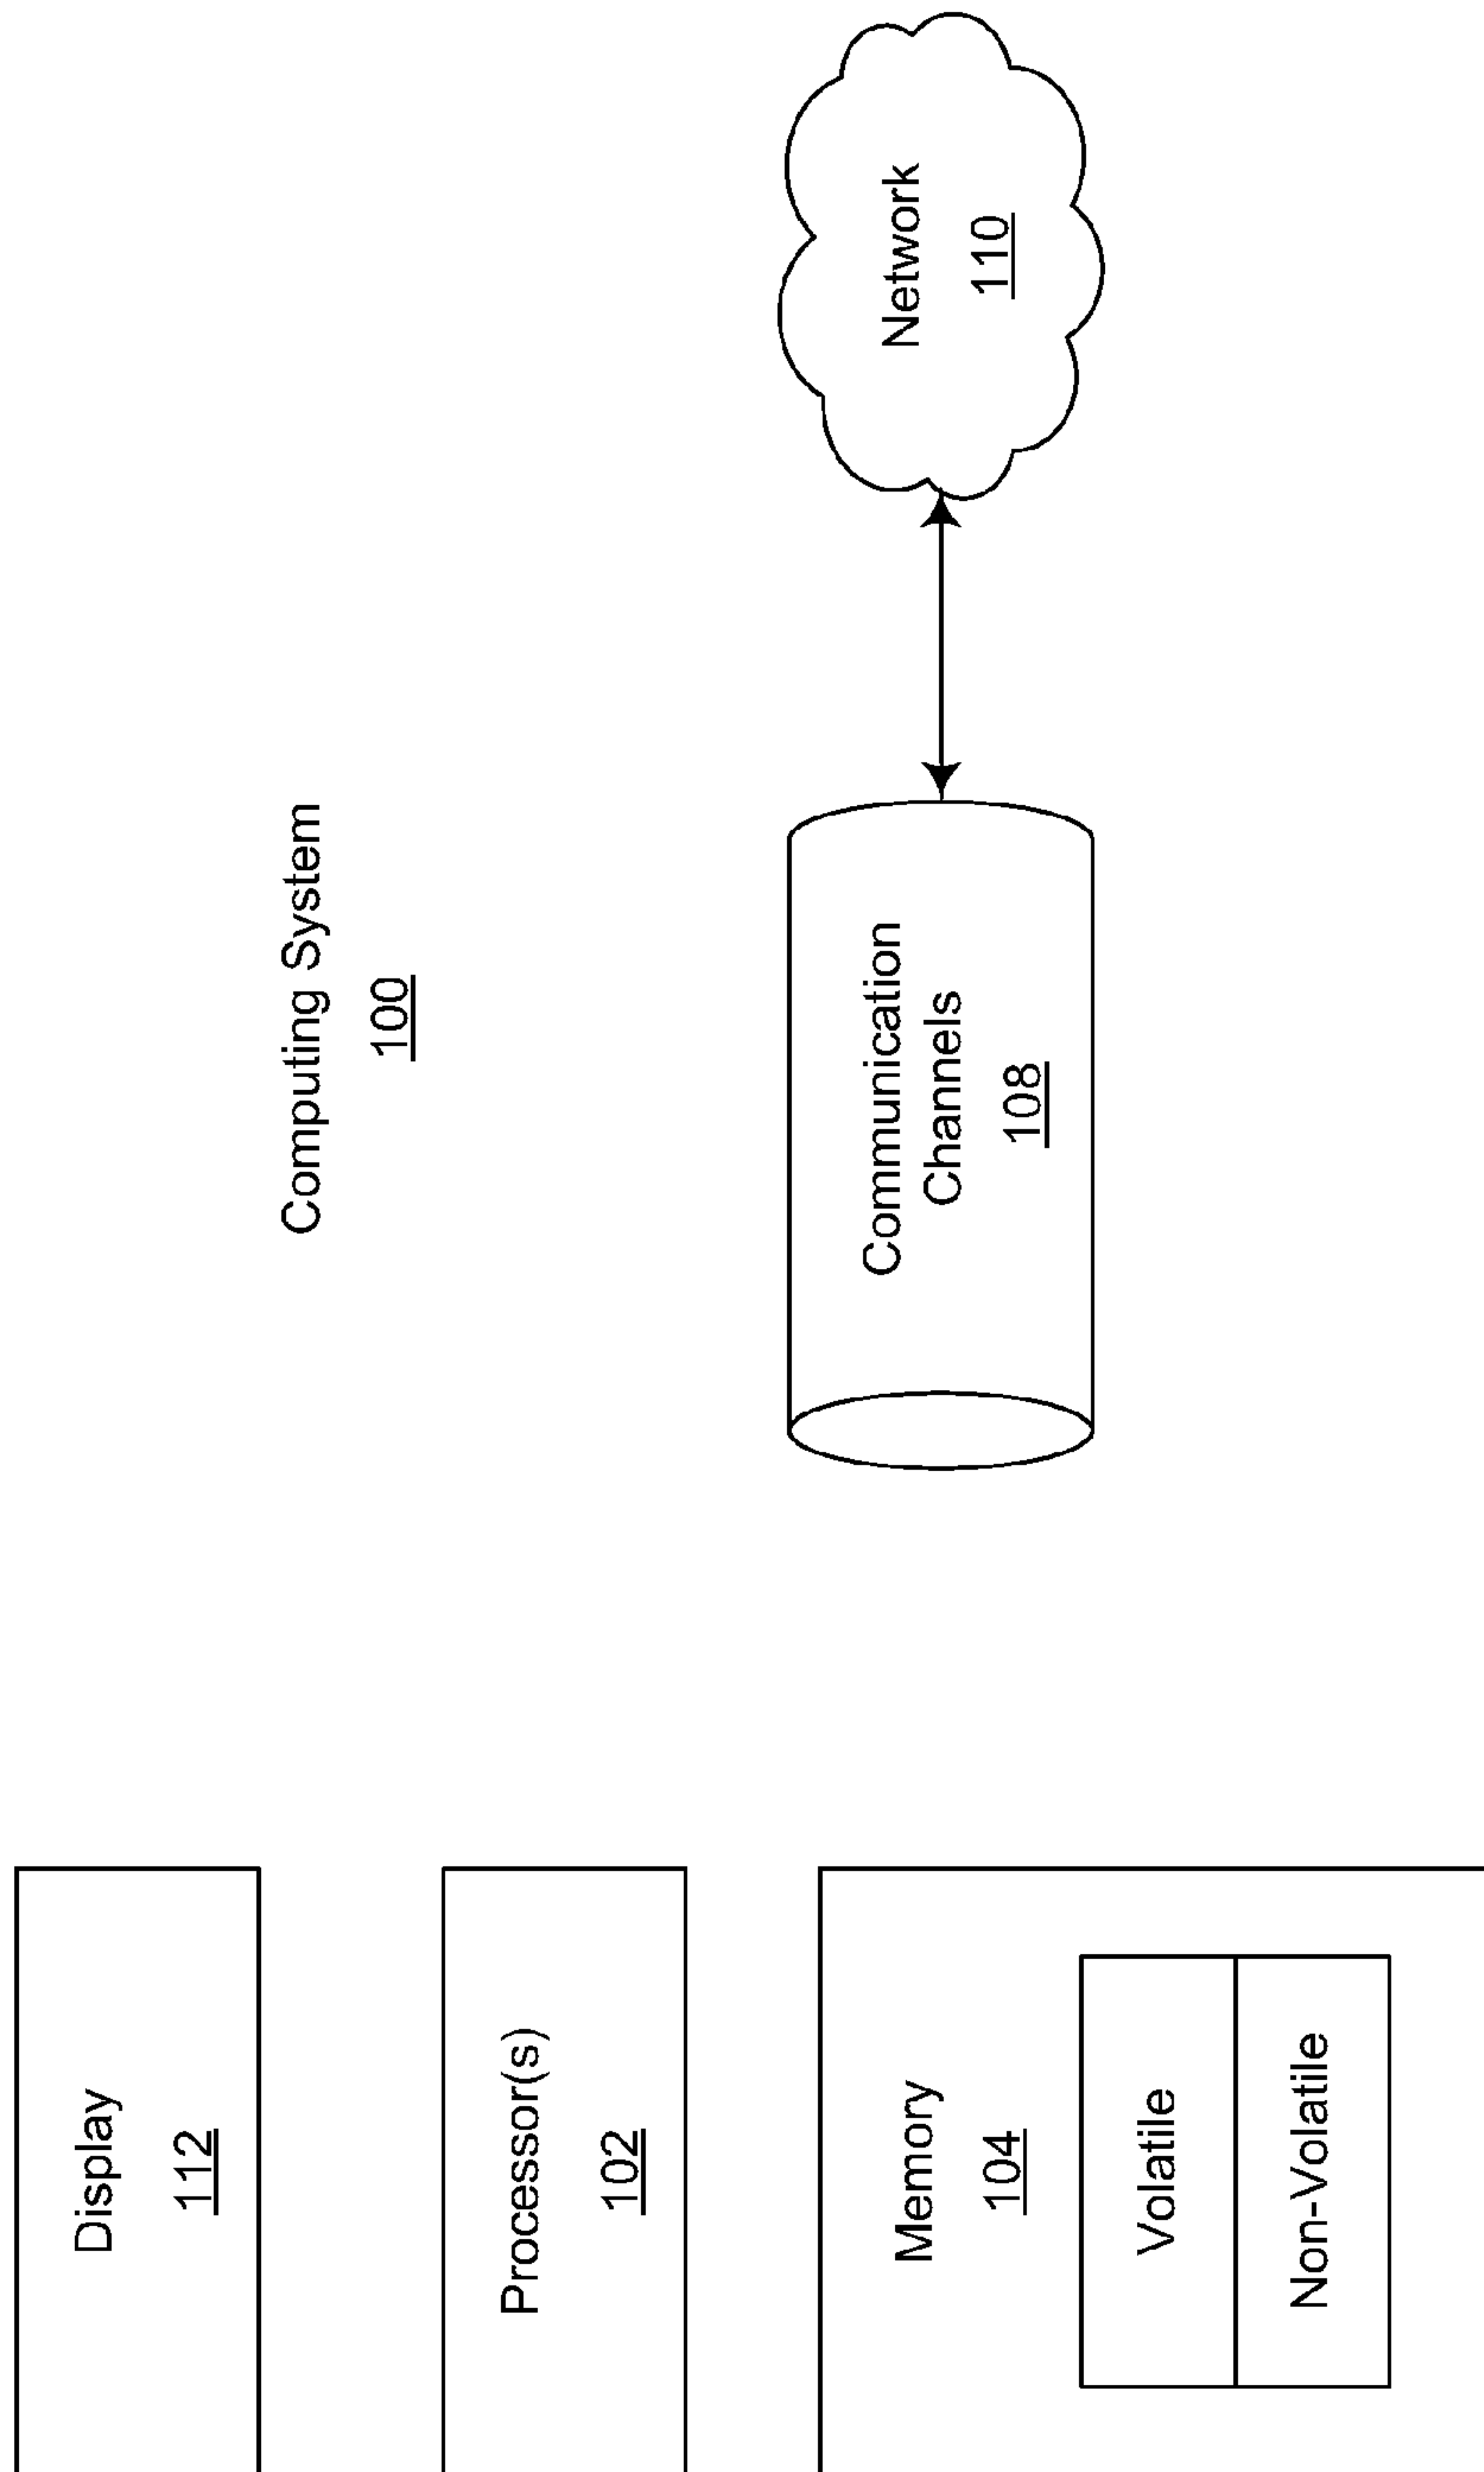 Computing System
100
Display
112
Processor(s)
102
Memory
104
Volatile
Non-Volatile
Communication
Channels
108
Network
110